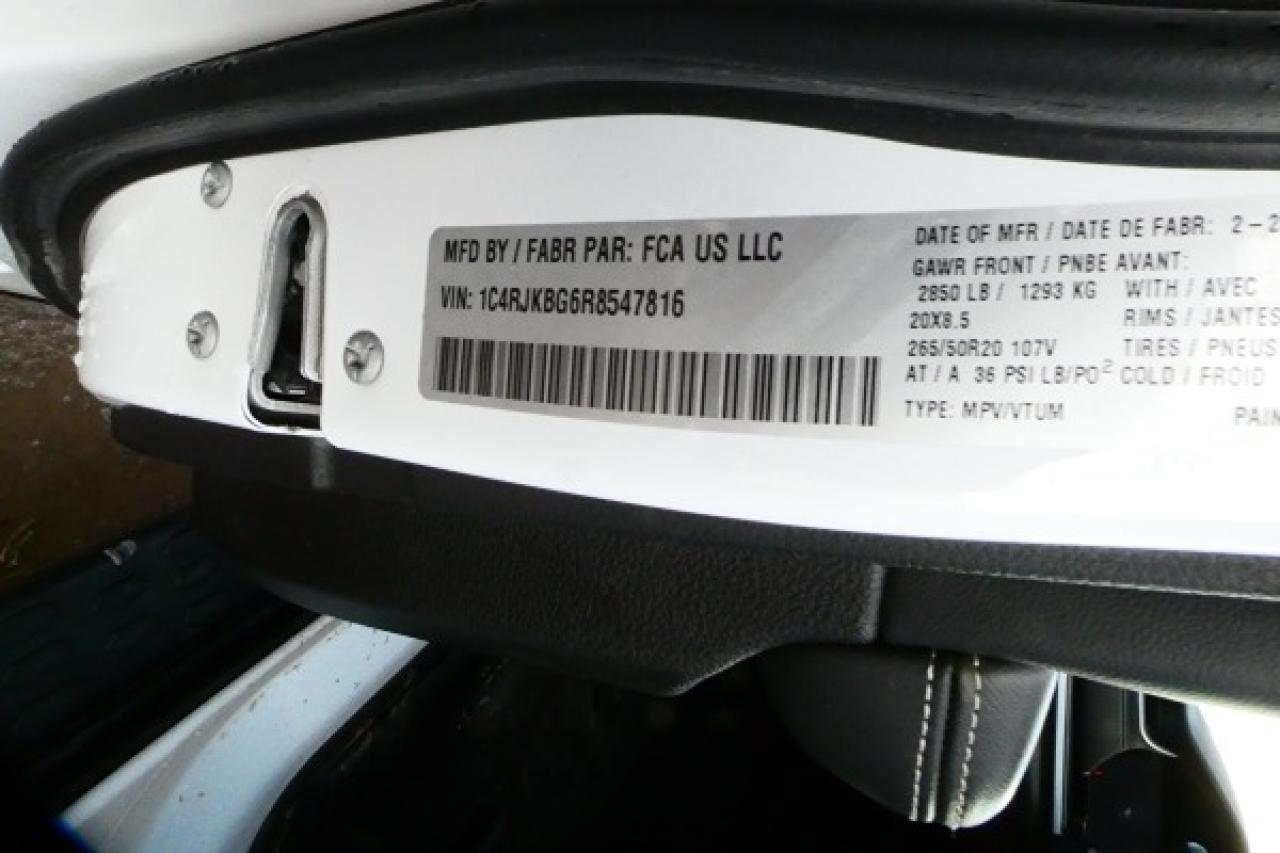 MFD BY / FABR PAR: FCA US LLC
VIN: 1C4RJKBG6R8547816
DATE OF MFR / DATE DE FABR: 2-2
GAWR FRONT / PNBE AVANT:
2850 LB / 1293 KG WITH / AVEC
20X8.5 RIMS / JANTES
265/50R20 107V TIRES / PNEUS
AT / A 36 PSI LB/PO² COLD / FROID
TYPE: MPV/VTUM PAIN